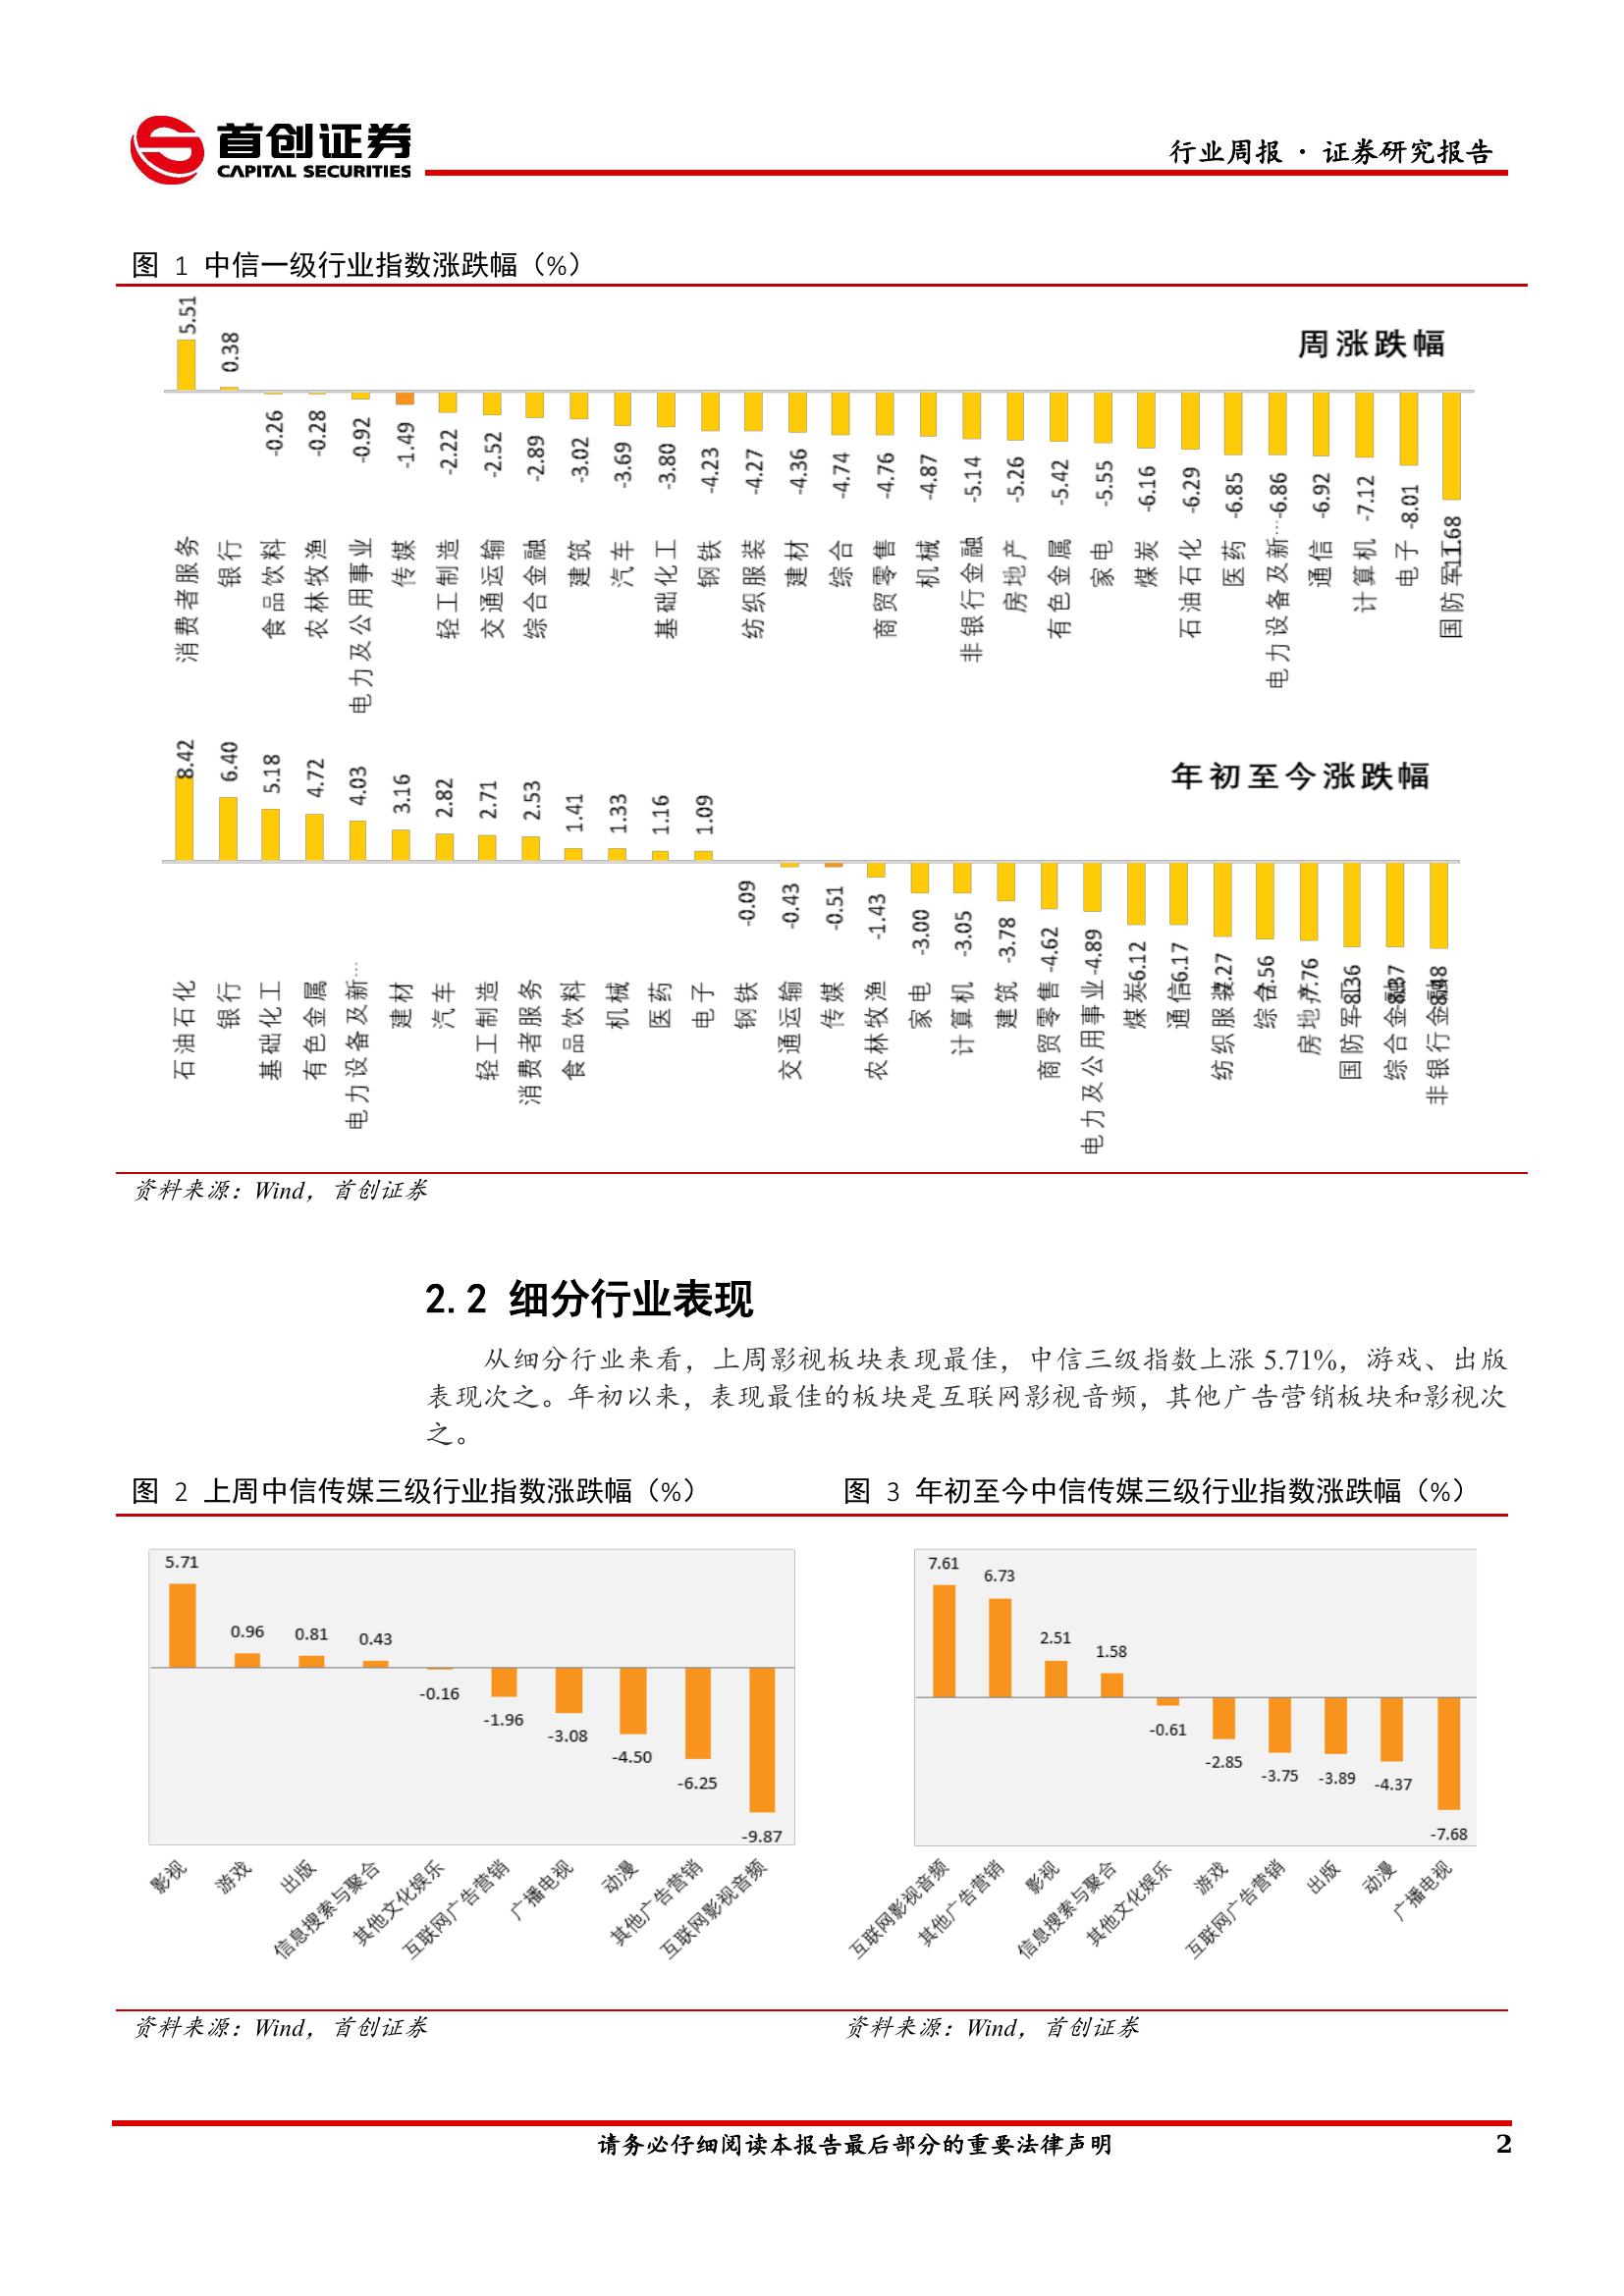 首创证券
CAPITAL SECURITIES
行业周报 · 证券研究报告
图 1 中信一级行业指数涨跌幅（%）
周涨跌幅
5.51 0.38 -0.26 -0.28 -0.92 -1.49 -2.22 -2.52 -2.89 -3.02 -3.69 -3.80 -4.23 -4.27 -4.36 -4.74 -4.76 -4.87 -5.14 -5.26 -5.42 -5.55 -6.16 -6.29 -6.85 -6.86 -6.92 -7.12 -8.01 -11.68
消费者服务 银行 食品饮料 农林牧渔 电力及公用事业 传媒 轻工制造 交通运输 综合金融 建筑 汽车 基础化工 钢铁 纺织服装 建材 综合 商贸零售 机械 非银行金融 房地产 有色金属 家电 煤炭 石油石化 医药 电力设备及新… 通信 计算机 电子 国防军工
年初至今涨跌幅
8.42 6.40 5.18 4.72 4.03 3.16 2.82 2.71 2.53 1.41 1.33 1.16 1.09 -0.09 -0.43 -0.51 -1.43 -3.00 -3.05 -3.78 -4.62 -4.89 -6.12 -6.17 -7.27 -7.56 -7.76 -8.36 -8.37 -8.48
石油石化 银行 基础化工 有色金属 电力设备及新… 建材 汽车 轻工制造 消费者服务 食品饮料 机械 医药 电子 钢铁 交通运输 传媒 农林牧渔 家电 计算机 建筑 商贸零售 电力及公用事业 煤炭 通信 纺织服装 综合 房地产 国防军工 综合金融 非银行金融
资料来源：Wind，首创证券
2.2 细分行业表现
从细分行业来看，上周影视板块表现最佳，中信三级指数上涨 5.71%，游戏、出版
表现次之。年初以来，表现最佳的板块是互联网影视音频，其他广告营销板块和影视次
之。
图 2 上周中信传媒三级行业指数涨跌幅（%）
5.71 0.96 0.81 0.43 -0.16 -1.96 -3.08 -4.50 -6.25 -9.87
影视 游戏 出版 信息搜索与聚合 其他文化娱乐 互联网广告营销 广播电视 动漫 其他广告营销 互联网影视音频
资料来源：Wind，首创证券
图 3 年初至今中信传媒三级行业指数涨跌幅（%）
7.61 6.73 2.51 1.58 -0.61 -2.85 -3.75 -3.89 -4.37 -7.68
互联网影视音频 其他广告营销 影视 信息搜索与聚合 其他文化娱乐 游戏 互联网广告营销 出版 动漫 广播电视
资料来源：Wind，首创证券
请务必仔细阅读本报告最后部分的重要法律声明
2